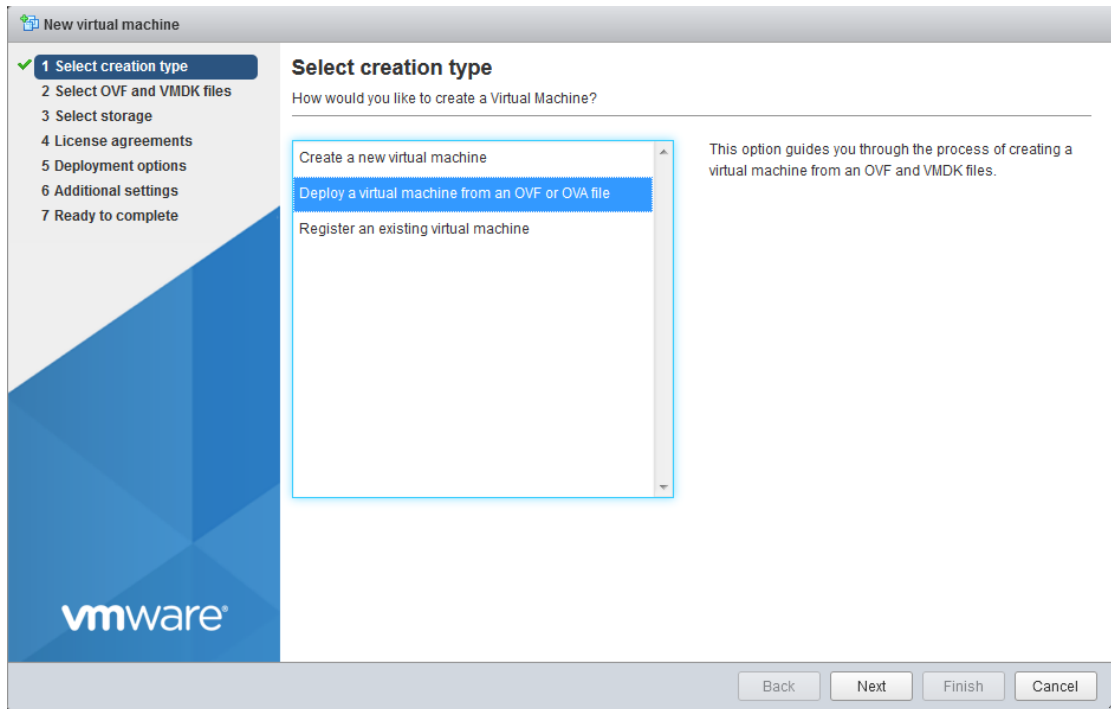 New virtual machine
1 Select creation type
2 Select OVF and VMDK files
3 Select storage
4 License agreements
5 Deployment options
6 Additional settings
7 Ready to complete
vmware®
Select creation type
How would you like to create a Virtual Machine?
Create a new virtual machine
Deploy a virtual machine from an OVF or OVA file
Register an existing virtual machine
This option guides you through the process of creating a
virtual machine from an OVF and VMDK files.
Back Next Finish Cancel